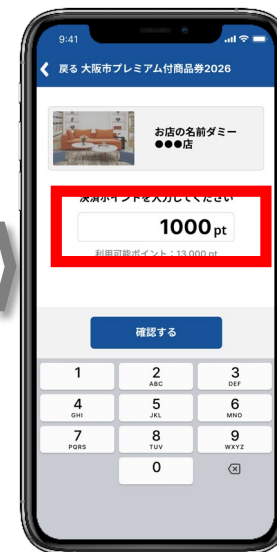 9:41
戻る 大阪市プレミアム付商品券2026
お店の名前ダミー
●●●店
決済ポイントを入力してください
1000 pt
利用可能ポイント：13,000 pt
確認する
1 2 3
ABC DEF
4 5 6
GHI JKL MNO
7 8 9
PQRS TUV WXYZ
0